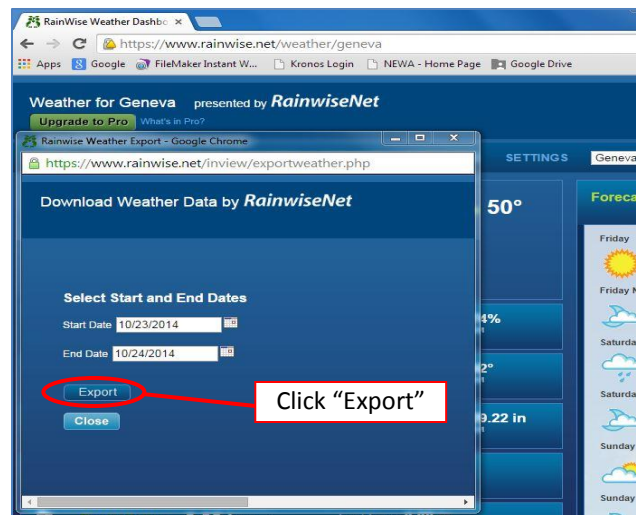 RainWise Weather Dashbo
https://www.rainwise.net/weather/geneva
Apps Google FileMaker Instant W... Kronos Login NEWA - Home Page Google Drive
Weather for Geneva presented by RainwiseNet
Upgrade to Pro What's in Pro?
Rainwise Weather Export - Google Chrome
https://www.rainwise.net/inview/exportweather.php
SETTINGS Geneva
Download Weather Data by RainwiseNet
50°
Foreca
Friday
Friday N
Select Start and End Dates
Start Date 10/23/2014
4%
Saturda
End Date 10/24/2014
2°
Saturda
Export
Click “Export”
Close
9.22 in
Sunday
Sunday